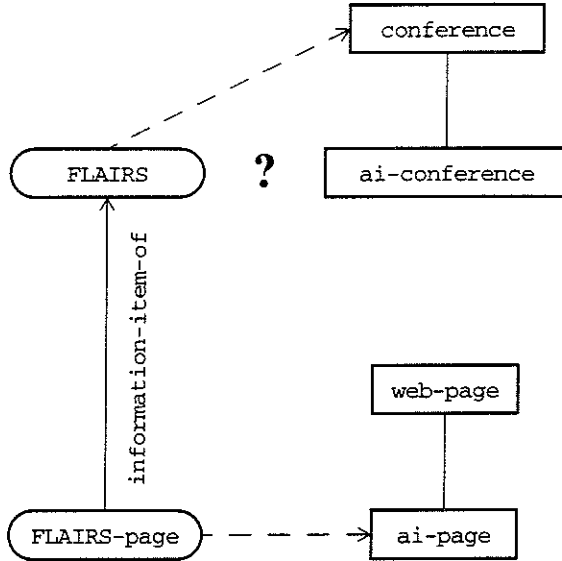 conference
FLAIRS
?
ai-conference
information-item-of
web-page
FLAIRS-page
ai-page